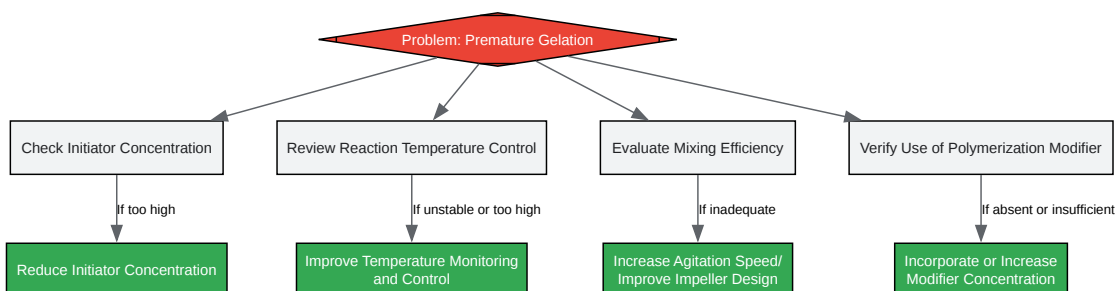 Problem: Premature Gelation
Check Initiator Concentration
Review Reaction Temperature Control
Evaluate Mixing Efficiency
Verify Use of Polymerization Modifier
If too high
If unstable or too high
If inadequate
If absent or insufficient
Reduce Initiator Concentration
Improve Temperature Monitoring
and Control
Increase Agitation Speed/
Improve Impeller Design
Incorporate or Increase
Modifier Concentration